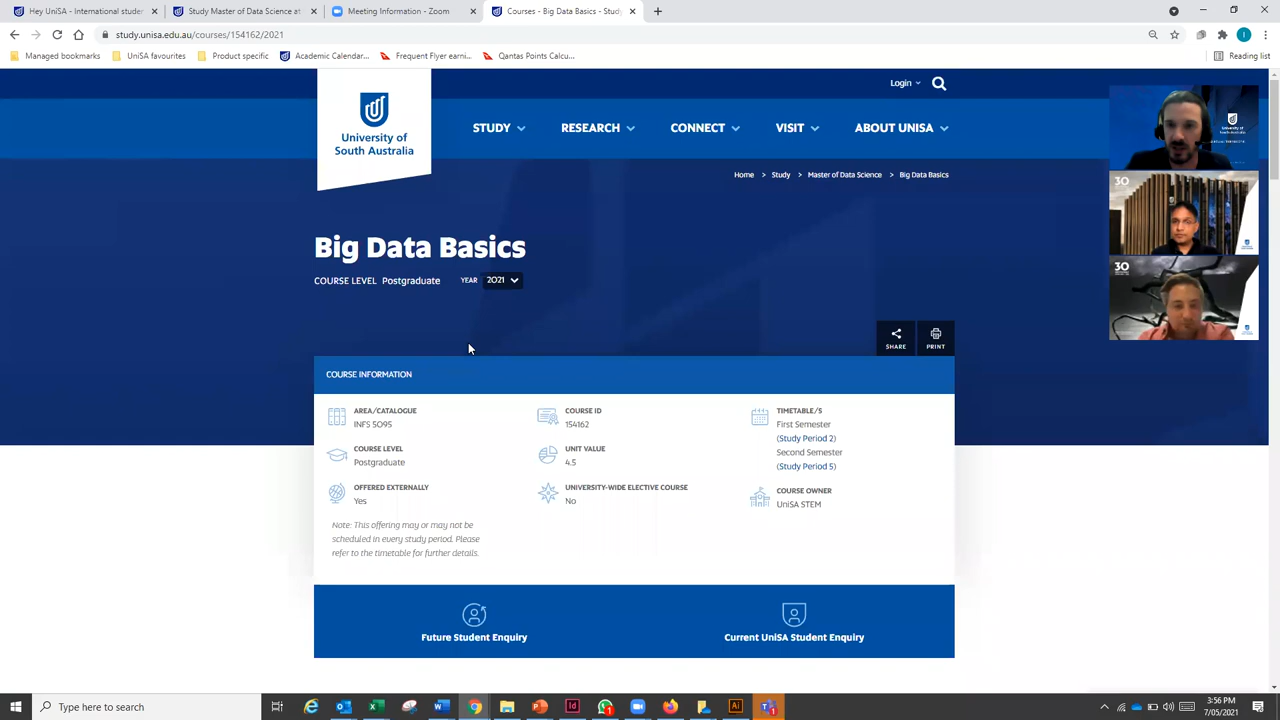 Hey UniSA - International studen
Study Master of Data Science at
Meeting Information - Zoom
Courses - Big Data Basics - Study
study.unisa.edu.au/courses/154162/2021
Managed bookmarks
UniSA favourites
Product specific
Academic Calendar...
Frequent Flyer earni...
Qantas Points Calcu...
Reading list
Login
University of
South Australia
STUDY
RESEARCH
CONNECT
VISIT
ABOUT UNISA
Home > Study > Master of Data Science > Big Data Basics
30
30
Big Data Basics
COURSE LEVEL Postgraduate YEAR 2021
SHARE
PRINT
COURSE INFORMATION
AREA/CATALOGUE
INFS 5095
COURSE ID
154162
TIMETABLE/S
First Semester
(Study Period 2)
Second Semester
(Study Period 5)
COURSE LEVEL
Postgraduate
UNIT VALUE
4.5
OFFERED EXTERNALLY
Yes
UNIVERSITY-WIDE ELECTIVE COURSE
No
COURSE OWNER
UniSA STEM
Note: This offering may or may not be
scheduled in every study period. Please
refer to the timetable for further details.
Future Student Enquiry
Current UniSA Student Enquiry
Type here to search
3:56 PM
7/05/2021